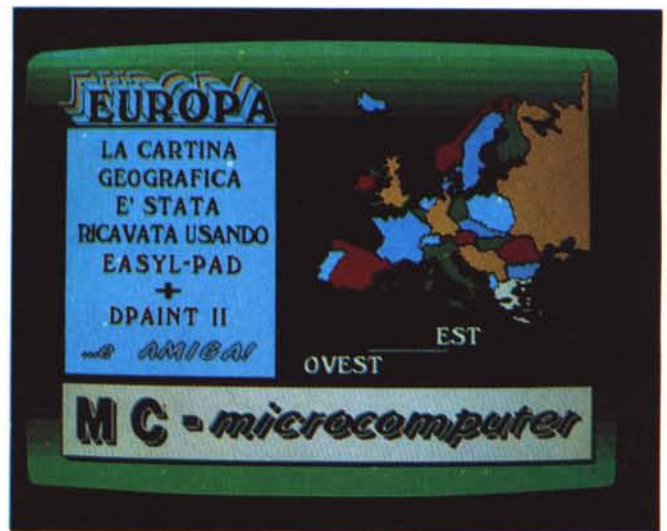 EUROPA
LA CARTINA
GEOGRAFICA
E' STATA
RICAVATA USANDO
EASYL-PAD
+
DPAINT II
...e AMIGA!
EST
OVEST
MC - microcomputer